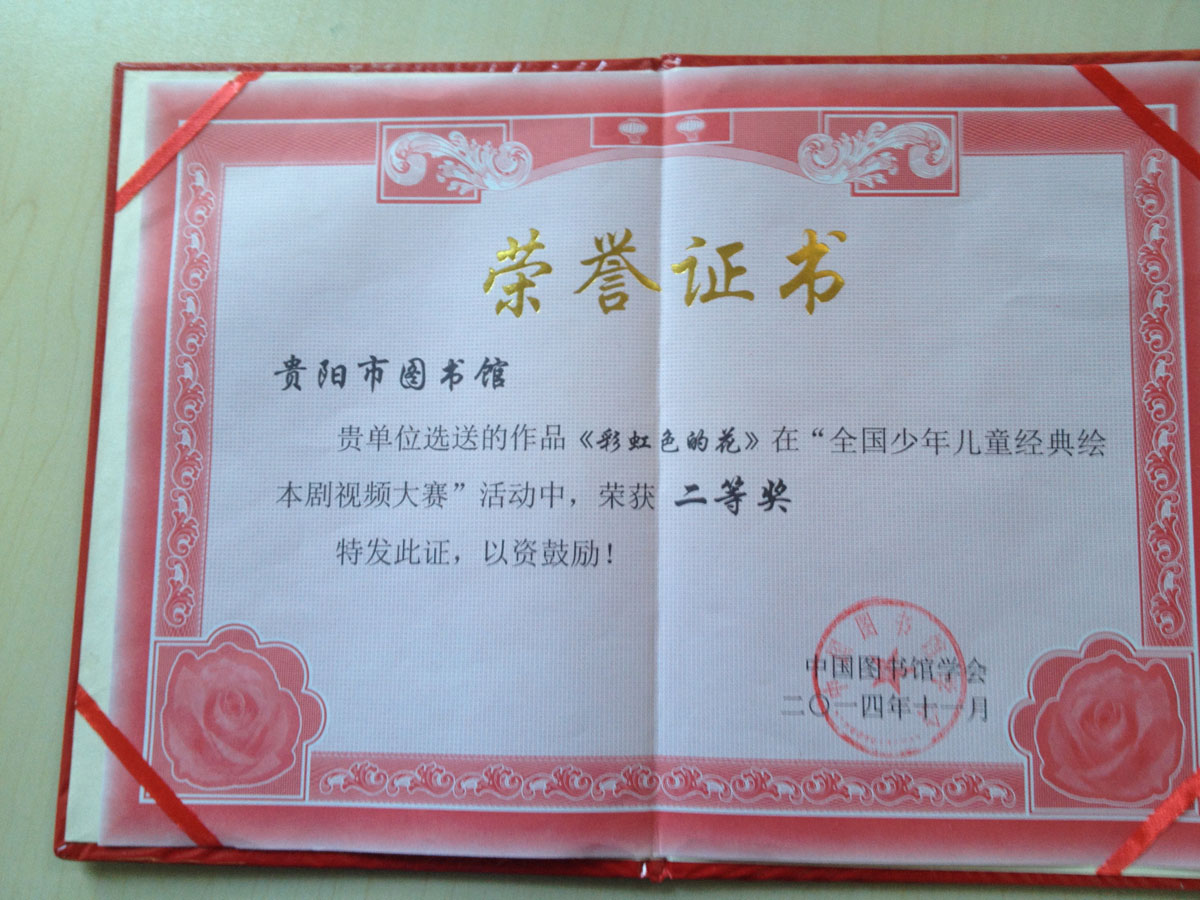 荣誉证书
贵阳市图书馆
贵单位选送的作品《彩虹色的花》在“全国少年儿童经典绘
本剧视频大赛”活动中，荣获 二等奖
特发此证，以资鼓励！
中国图书馆学会
二〇一四年十一月